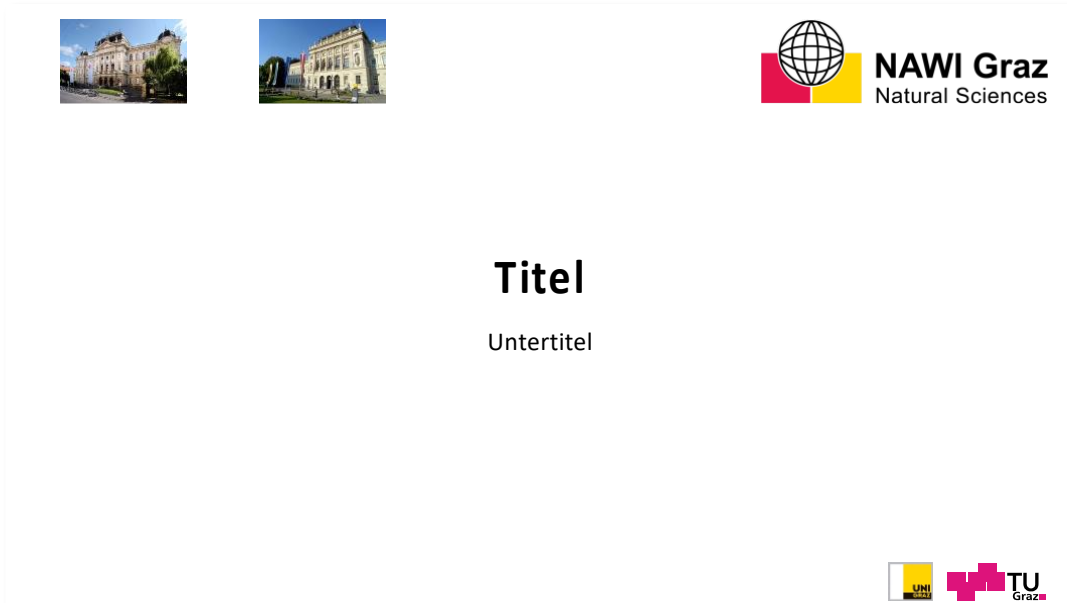 NAWI Graz
Natural Sciences
Titel
Untertitel
UNI
GRAZ
TU
Graz